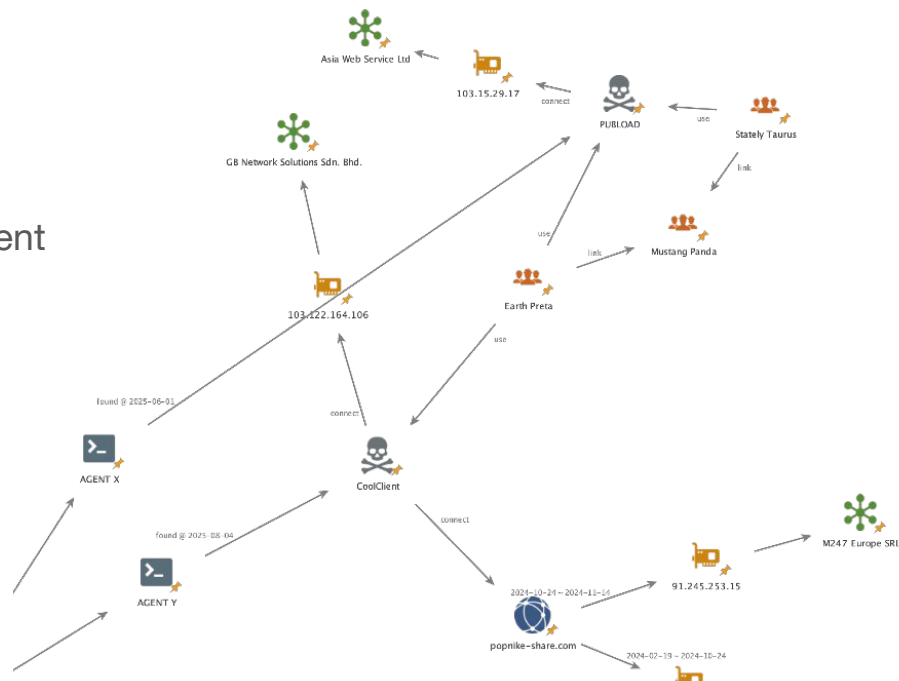 Asia Web Service Ltd
103.15.29.17
connect
PUBLOAD
use
Stately Taurus
GB Network Solutions Sdn. Bhd.
link
ent
use
link
Mustang Panda
Earth Preta
103.122.164.106
use
found @ 2025-06-01
connect
AGENT X
CoolClient
connect
found @ 2025-08-04
M247 Europe SRL
AGENT Y
2024-10-24 ~ 2024-11-14
91.245.253.15
popnike-share.com
2024-02-19 ~ 2024-10-24